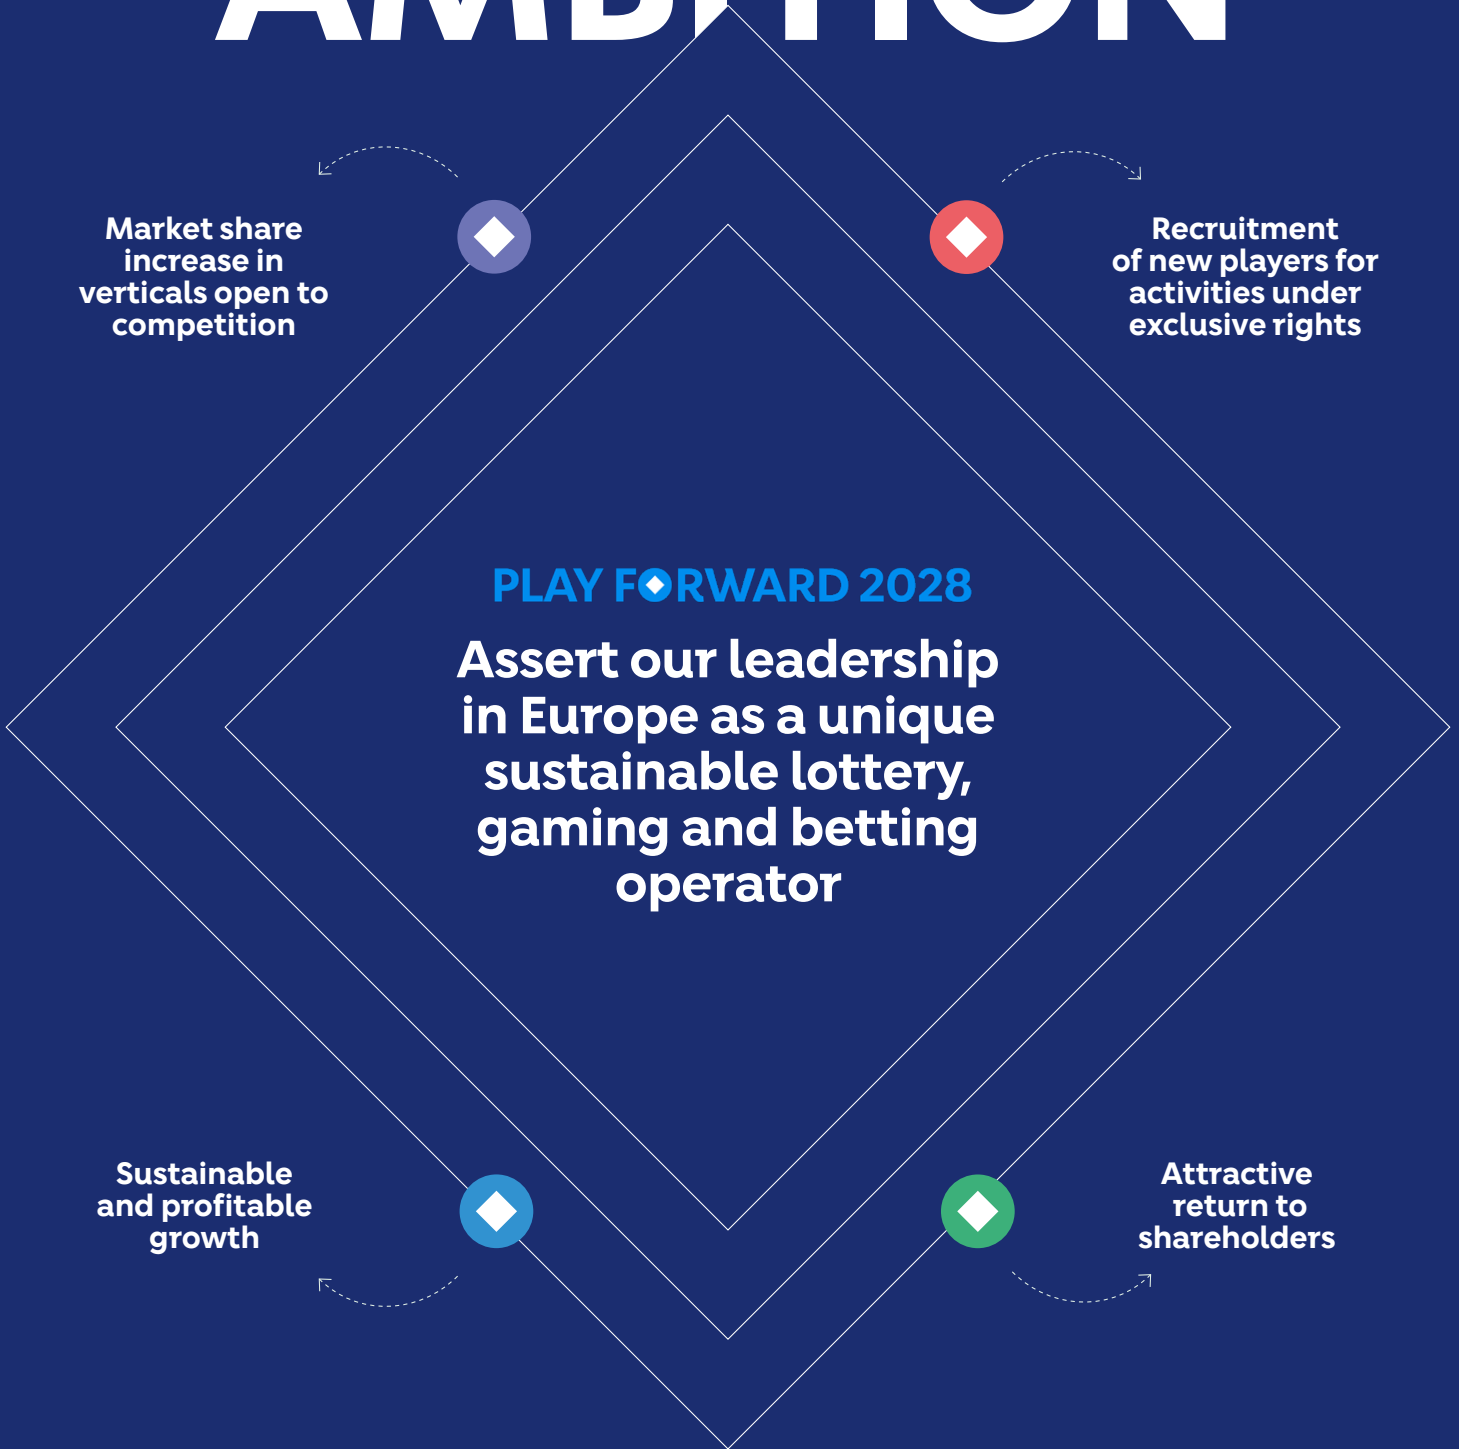 AMBITION
Market share
increase in
verticals open to
competition
Recruitment
of new players for
activities under
exclusive rights
PLAY FORWARD 2028
Assert our leadership
in Europe as a unique
sustainable lottery,
gaming and betting
operator
Sustainable
and profitable
growth
Attractive
return to
shareholders